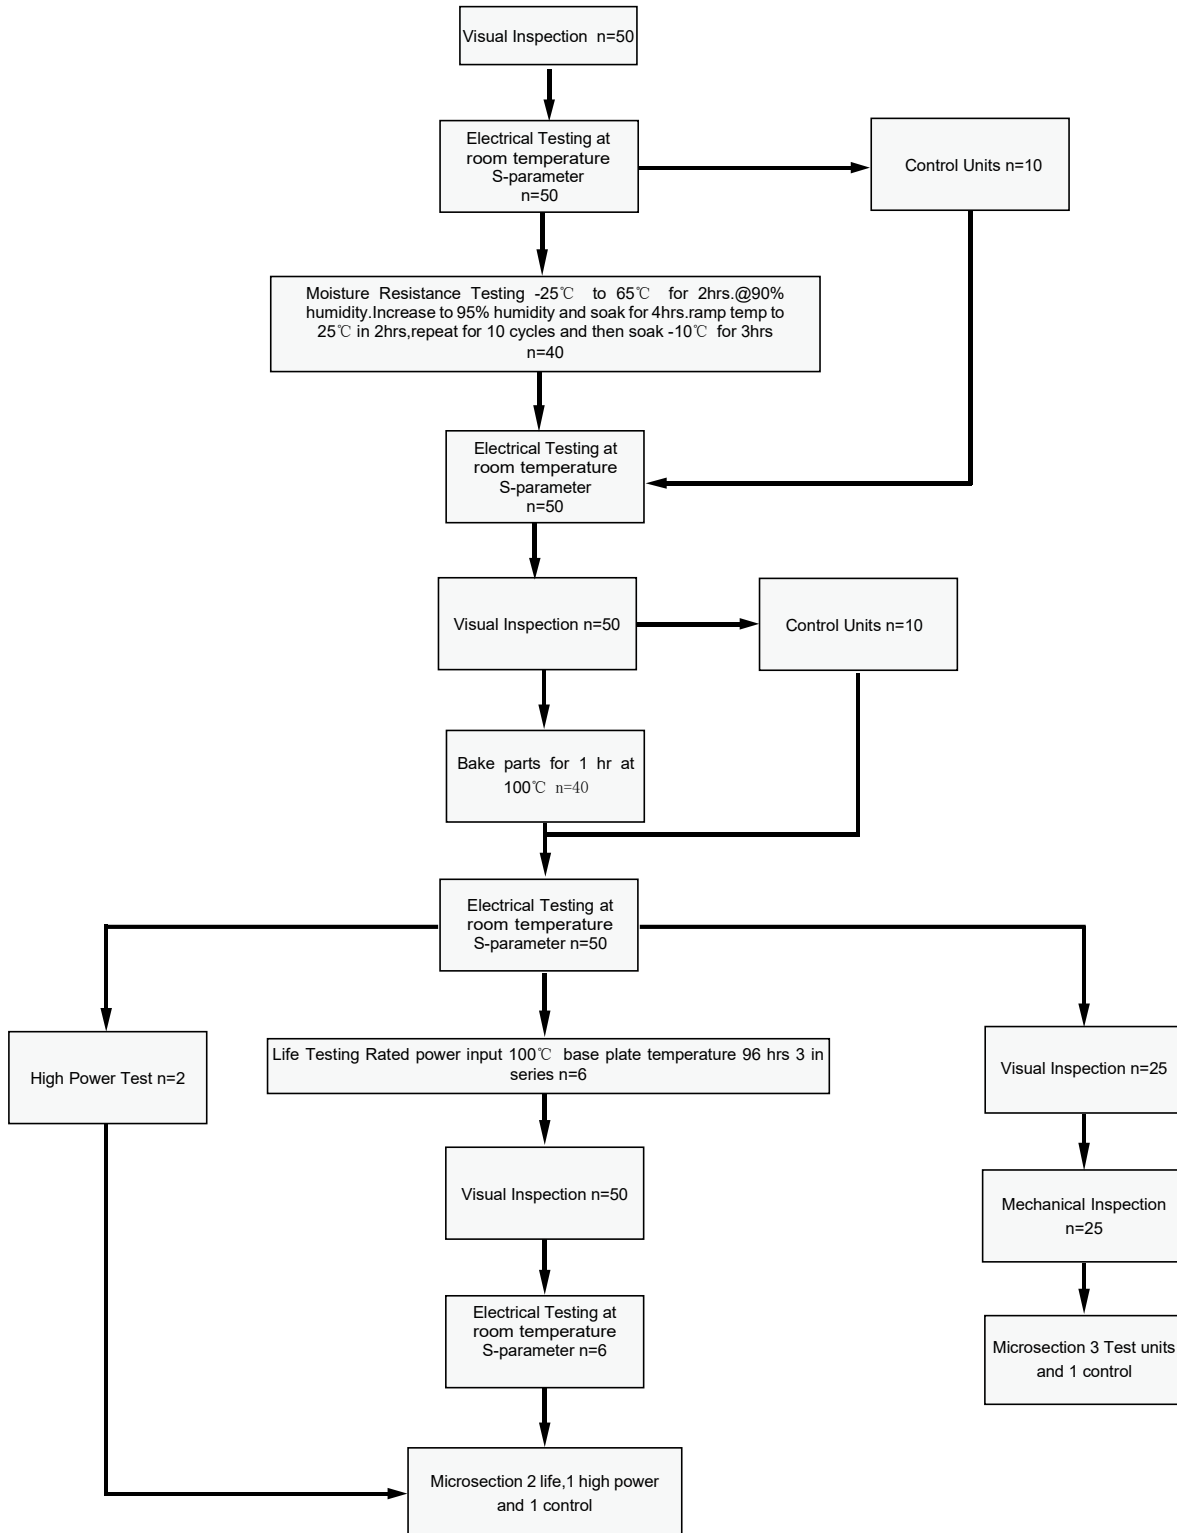 Visual Inspection n=50
Electrical Testing at
room temperature
S-parameter
n=50
Control Units n=10
Moisture Resistance Testing -25℃ to 65℃ for 2hrs.@90%
humidity.Increase to 95% humidity and soak for 4hrs.ramp temp to
25℃ in 2hrs,repeat for 10 cycles and then soak -10℃ for 3hrs
n=40
Electrical Testing at
room temperature
S-parameter
n=50
Visual Inspection n=50
Control Units n=10
Bake parts for 1 hr at
100℃ n=40
Electrical Testing at
room temperature
S-parameter n=50
High Power Test n=2
Life Testing Rated power input 100℃ base plate temperature 96 hrs 3 in
series n=6
Visual Inspection n=25
Visual Inspection n=50
Mechanical Inspection
n=25
Electrical Testing at
room temperature
S-parameter n=6
Microsection 3 Test units
and 1 control
Microsection 2 life,1 high power
and 1 control